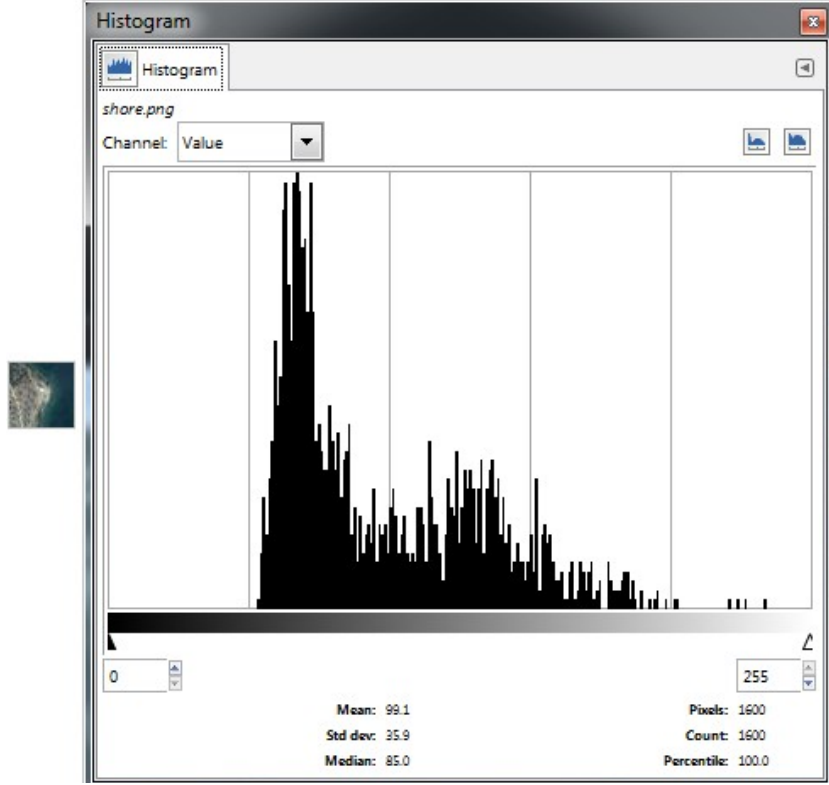 Histogram
Histogram
shore.png
Channel: Value
0 255
Mean: 99.1 Pixels: 1600
Std dev: 35.9 Count: 1600
Median: 85.0 Percentile: 100.0